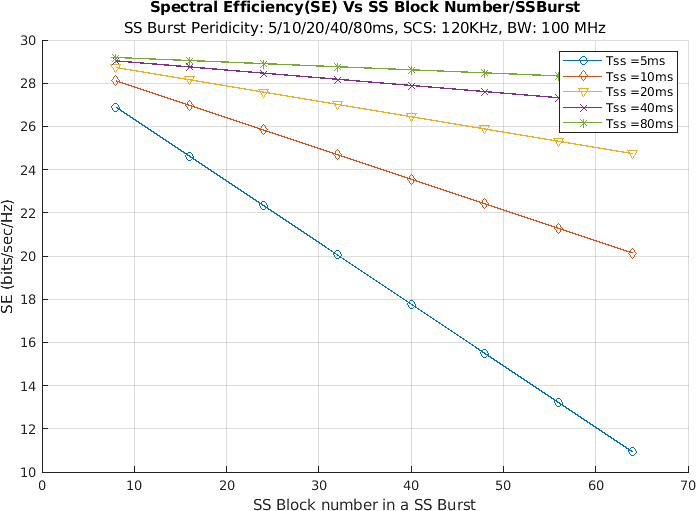 Spectral Efficiency(SE) Vs SS Block Number/SSBurst
SS Burst Peridicity: 5/10/20/40/80ms, SCS: 120KHz, BW: 100 MHz
30
28
26
24
22
20
18
16
14
12
10
SE (bits/sec/Hz)
Tss =5ms
Tss =10ms
Tss =20ms
Tss =40ms
Tss =80ms
0 10 20 30 40 50 60 70
SS Block number in a SS Burst